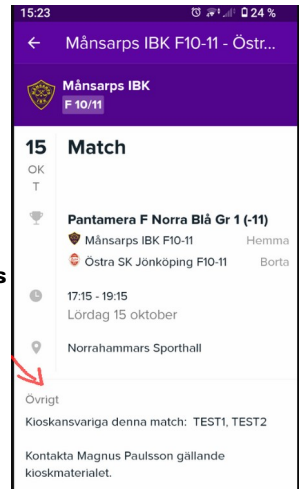 15:23 24 %
Månsarps IBK F10-11 - Östr...
Månsarps IBK
F 10/11
15 Match
OK
T
Pantamera F Norra Blå Gr 1 (-11)
Månsarps IBK F10-11 Hemma
Östra SK Jönköping F10-11 Borta
s
17:15 - 19:15
Lördag 15 oktober
Norrahammars Sporthall
Övrigt
Kioskansvariga denna match: TEST1, TEST2
Kontakta Magnus Paulsson gällande
kioskmaterialet.